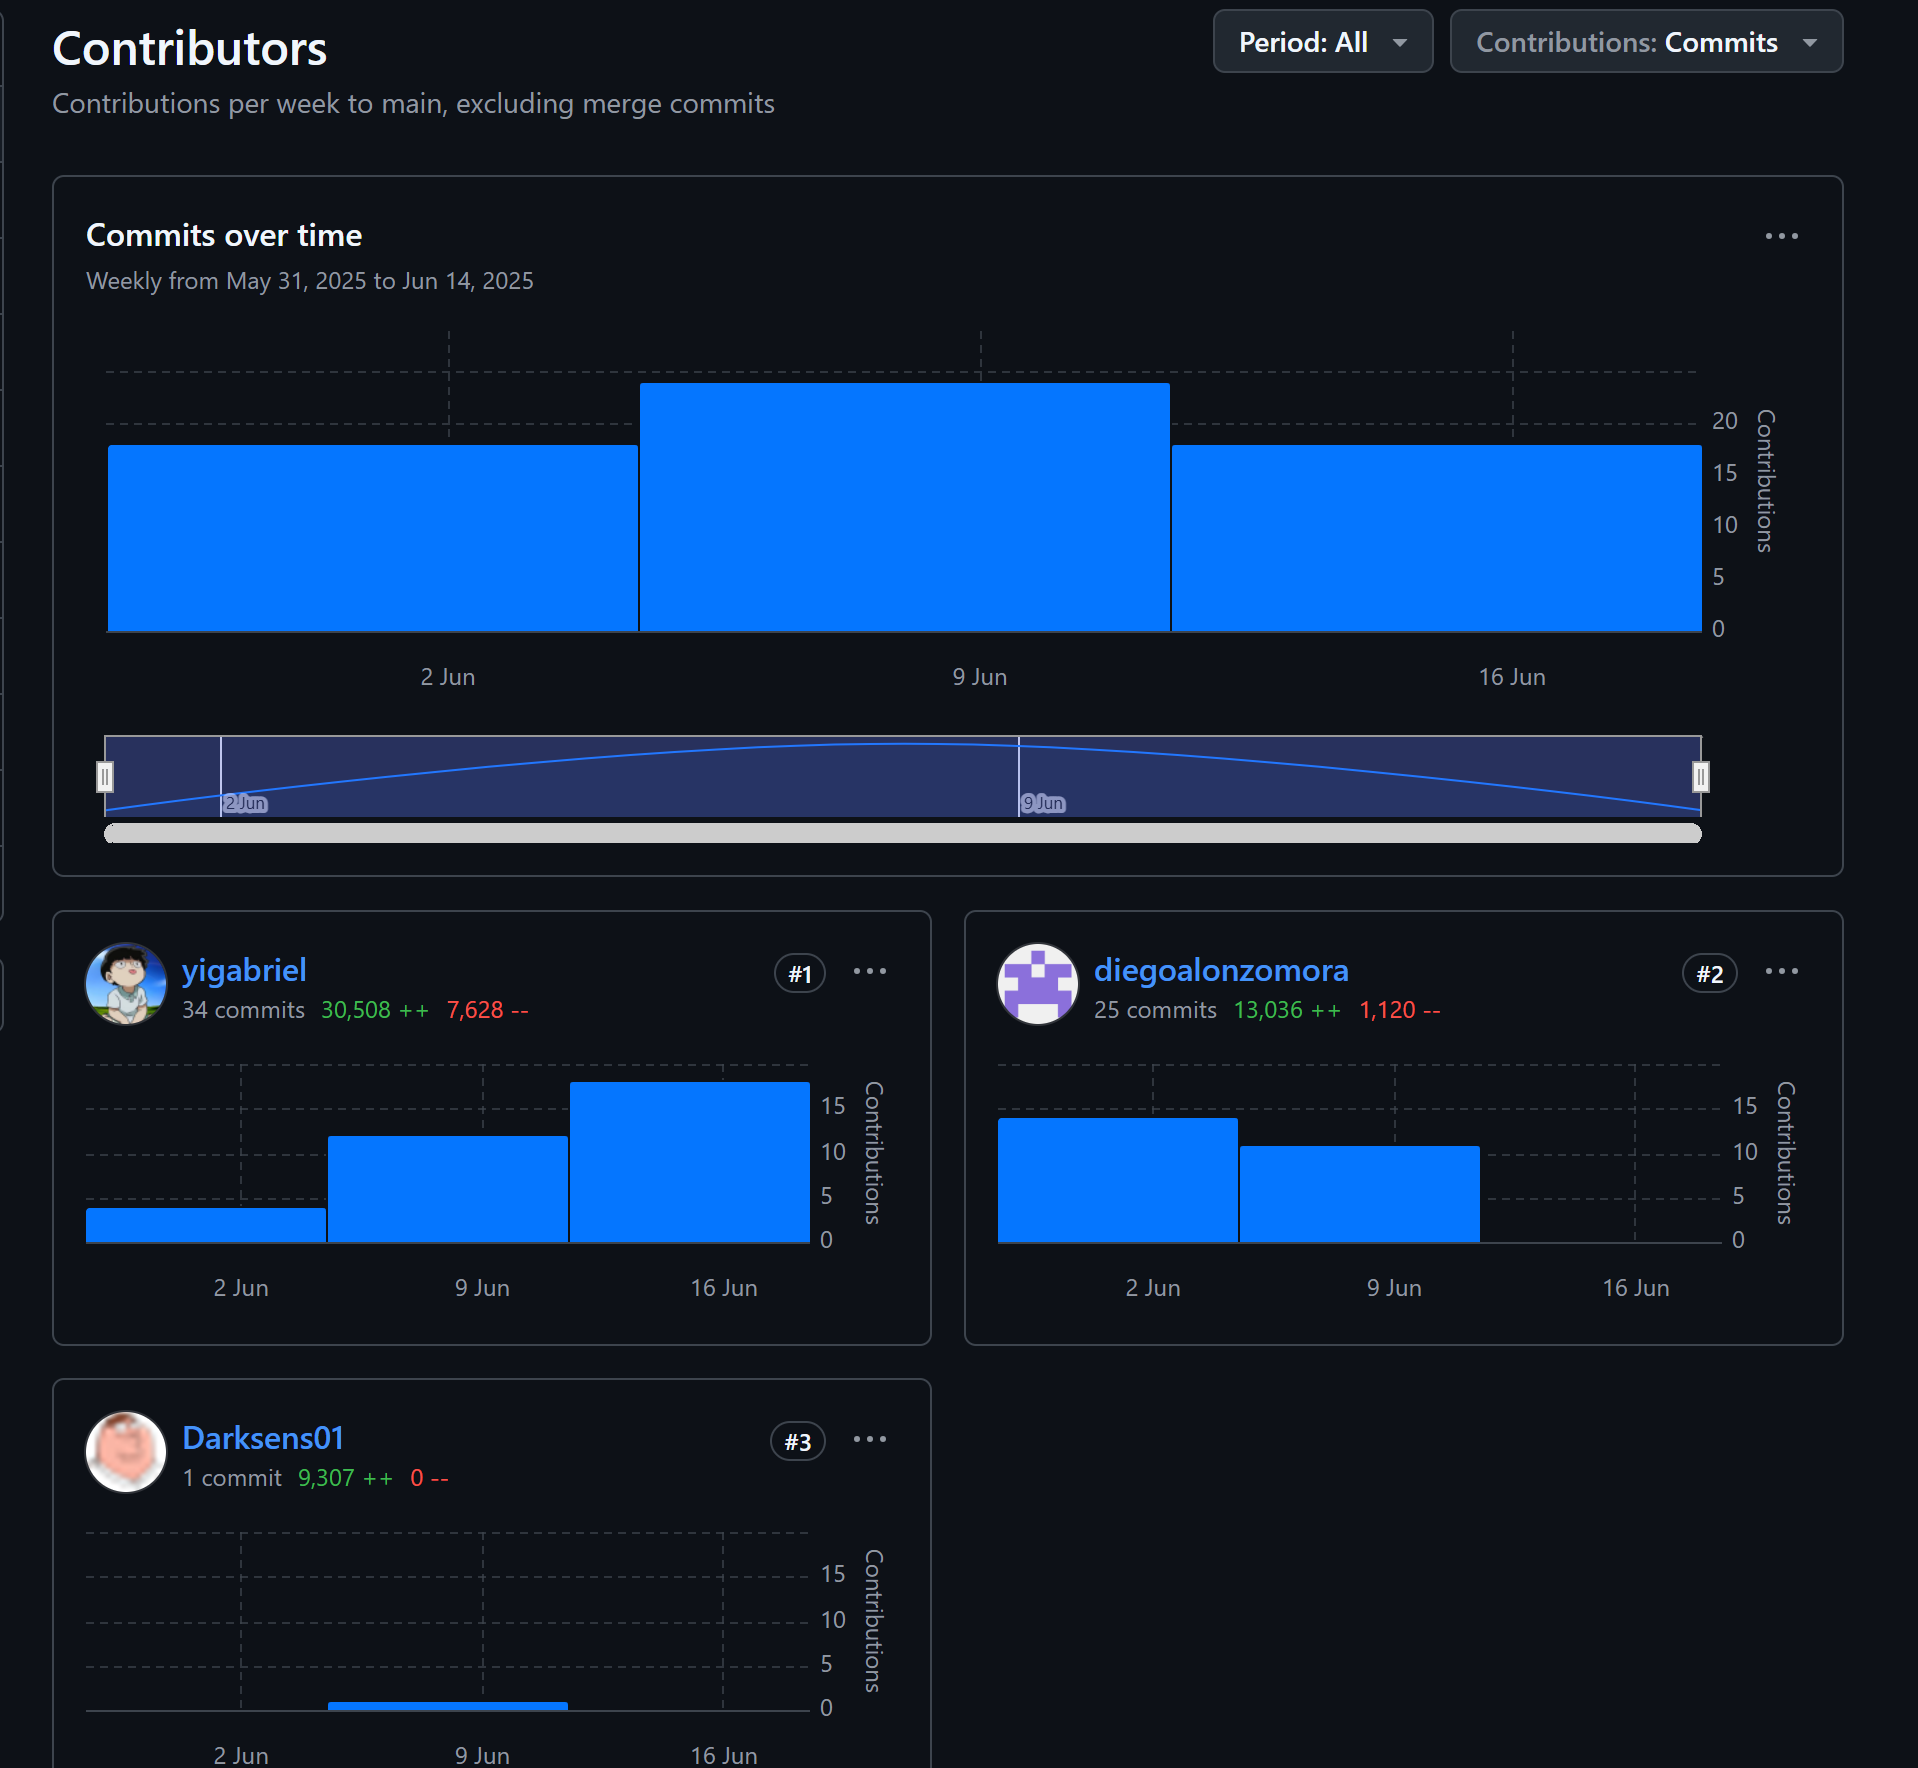 Contributors
Period: All
Contributions: Commits
Contributions per week to main, excluding merge commits
Commits over time
Weekly from May 31, 2025 to Jun 14, 2025
20
15
10
5
0
Contributions
2 Jun 9 Jun 16 Jun
2 Jun 9 Jun
yigabriel
#1
34 commits 30,508 ++ 7,628 --
15
10
5
0
Contributions
2 Jun 9 Jun 16 Jun
diegoalonzomora
#2
25 commits 13,036 ++ 1,120 --
15
10
5
0
Contributions
2 Jun 9 Jun 16 Jun
Darksens01
#3
1 commit 9,307 ++ 0 --
15
10
5
0
Contributions
2 Jun 9 Jun 16 Jun